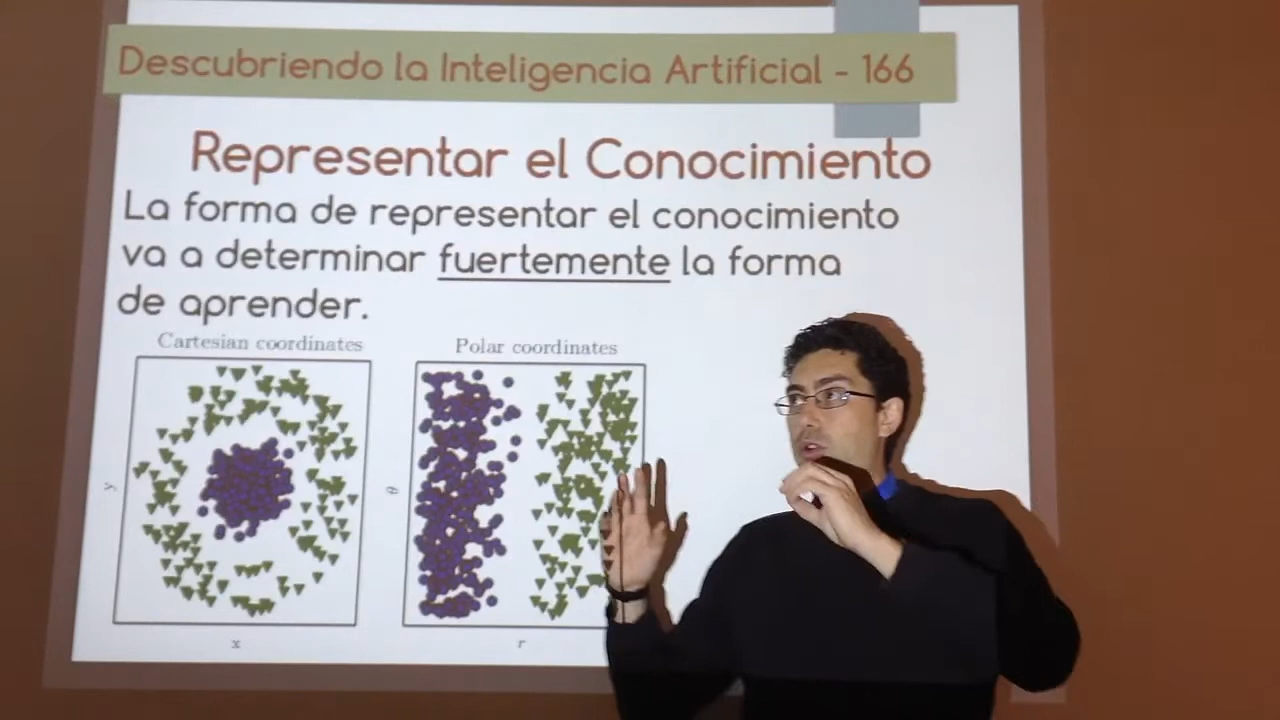 Descubriendo la Inteligencia Artificial - 166
Representar el Conocimiento
La forma de representar el conocimiento
va a determinar fuertemente la forma
de aprender.
Cartesian coordinates
Polar coordinates
y
θ
x
r